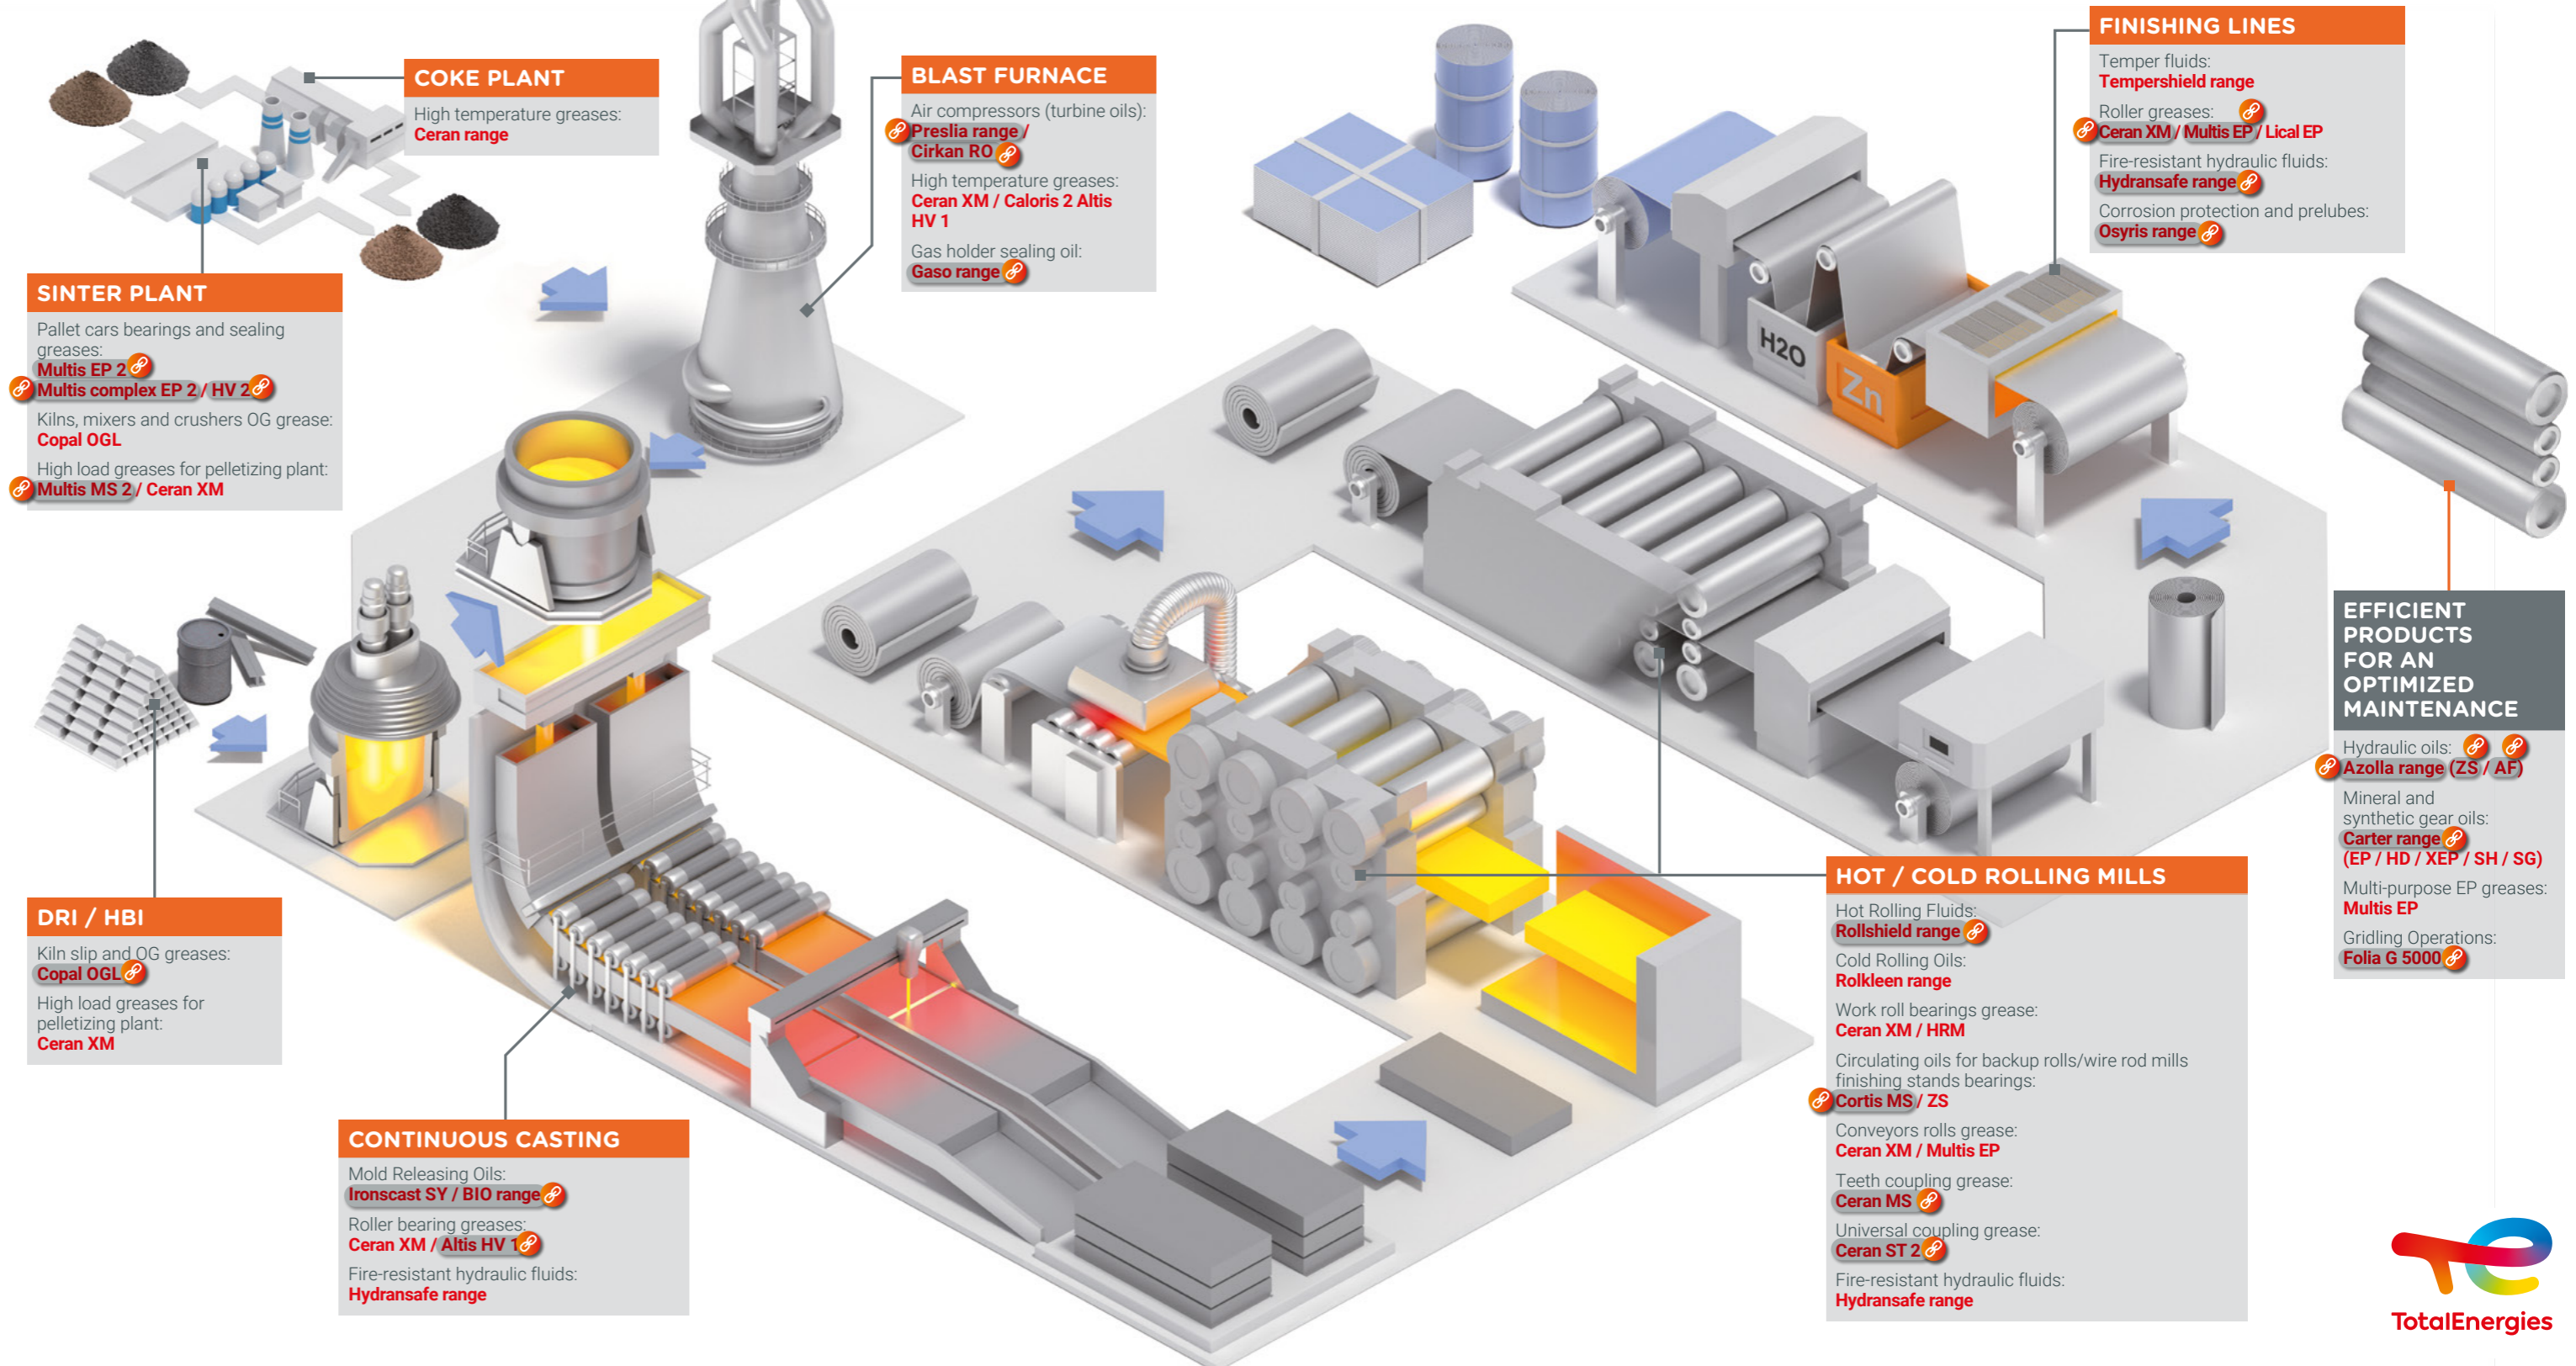 COKE PLANT
High temperature greases:
Ceran range
BLAST FURNACE
Air compressors (turbine oils):
Preslia range /
Cirkan RO
High temperature greases:
Ceran XM / Caloris 2 Altis
HV 1
Gas holder sealing oil:
Gaso range
FINISHING LINES
Temper fluids:
Tempershield range
Roller greases:
Ceran XM / Multis EP / Lical EP
Fire-resistant hydraulic fluids:
Hydransafe range
Corrosion protection and prelubes:
Osyris range
SINTER PLANT
Pallet cars bearings and sealing
greases:
Multis EP 2
Multis complex EP 2 / HV 2
Kilns, mixers and crushers OG grease:
Copal OGL
High load greases for pelletizing plant:
Multis MS 2 / Ceran XM
H2O
Zn
EFFICIENT
PRODUCTS
FOR AN
OPTIMIZED
MAINTENANCE
Hydraulic oils:
Azolla range (ZS / AF)
Mineral and
synthetic gear oils:
Carter range
(EP / HD / XEP / SH / SG)
Multi-purpose EP greases:
Multis EP
Gridling Operations:
Folia G 5000
DRI / HBI
Kiln slip and OG greases:
Copal OGL
High load greases for
pelletizing plant:
Ceran XM
HOT / COLD ROLLING MILLS
Hot Rolling Fluids:
Rollshield range
Cold Rolling Oils:
Rolkleen range
Work roll bearings grease:
Ceran XM / HRM
Circulating oils for backup rolls/wire rod mills
finishing stands bearings:
Cortis MS / ZS
Conveyors rolls grease:
Ceran XM / Multis EP
Teeth coupling grease:
Ceran MS
Universal coupling grease:
Ceran ST 2
Fire-resistant hydraulic fluids:
Hydransafe range
CONTINUOUS CASTING
Mold Releasing Oils:
Ironscast SY / BIO range
Roller bearing greases:
Ceran XM / Altis HV 1
Fire-resistant hydraulic fluids:
Hydransafe range
TotalEnergies